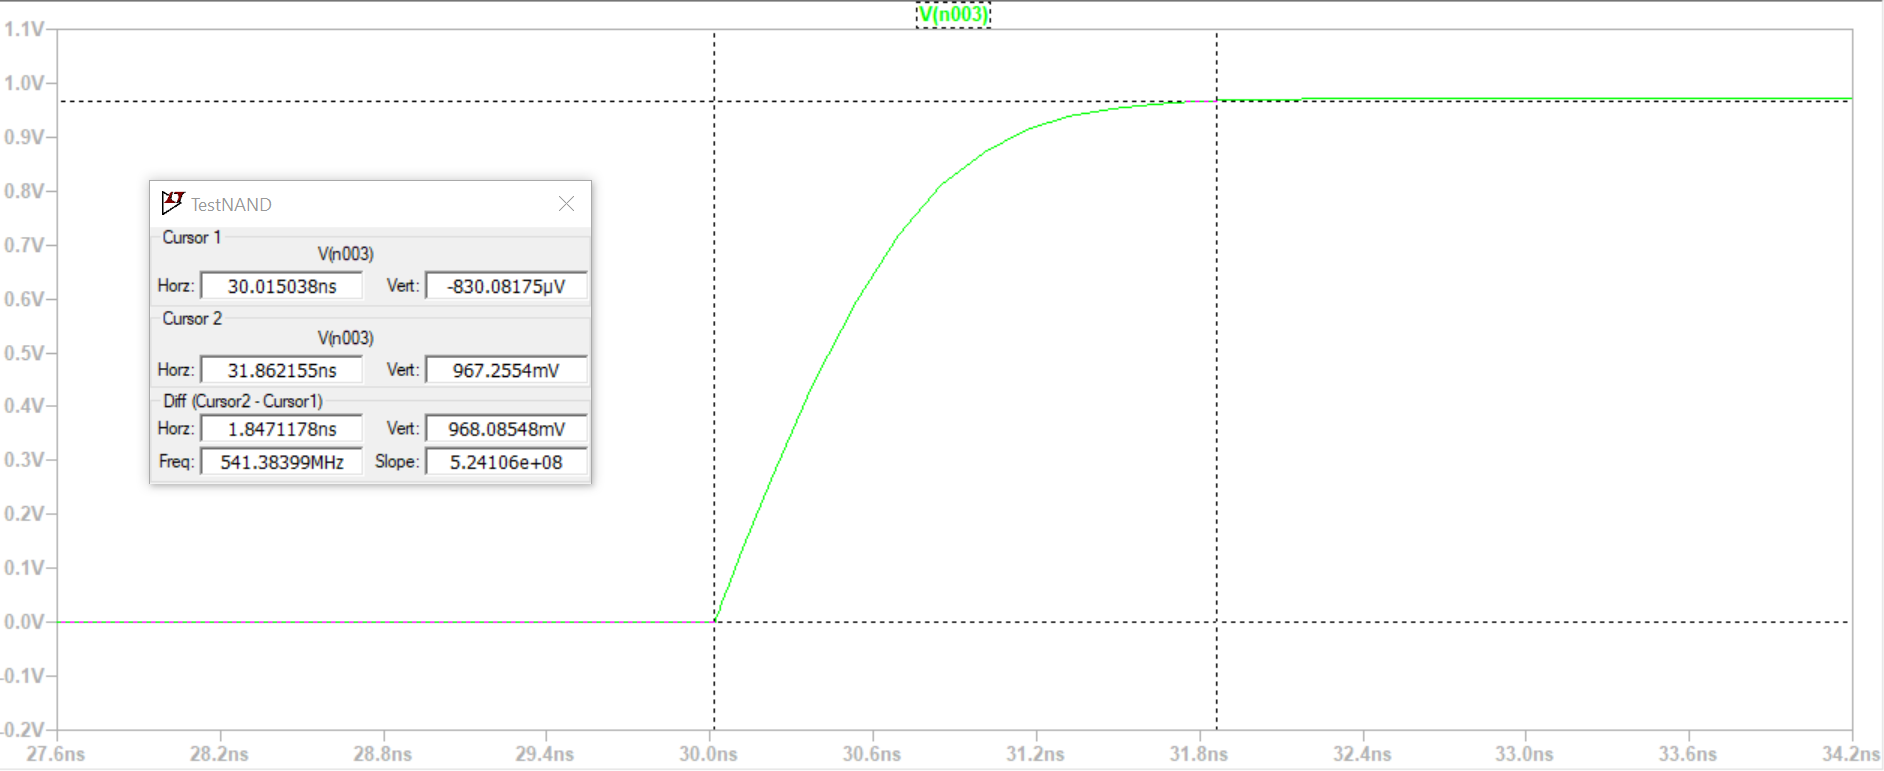 V(n003)
1.1V
1.0V
0.9V
0.8V
0.7V
0.6V
0.5V
0.4V
0.3V
0.2V
0.1V
0.0V
-0.1V
-0.2V
TestNAND
Cursor 1
V(n003)
Horz: 30.015038ns Vert: -830.08175µV
Cursor 2
V(n003)
Horz: 31.862155ns Vert: 967.2554mV
Diff (Cursor2 - Cursor1)
Horz: 1.8471178ns Vert: 968.08548mV
Freq: 541.38399MHz Slope: 5.24106e+08
27.6ns 28.2ns 28.8ns 29.4ns 30.0ns 30.6ns 31.2ns 31.8ns 32.4ns 33.0ns 33.6ns 34.2ns